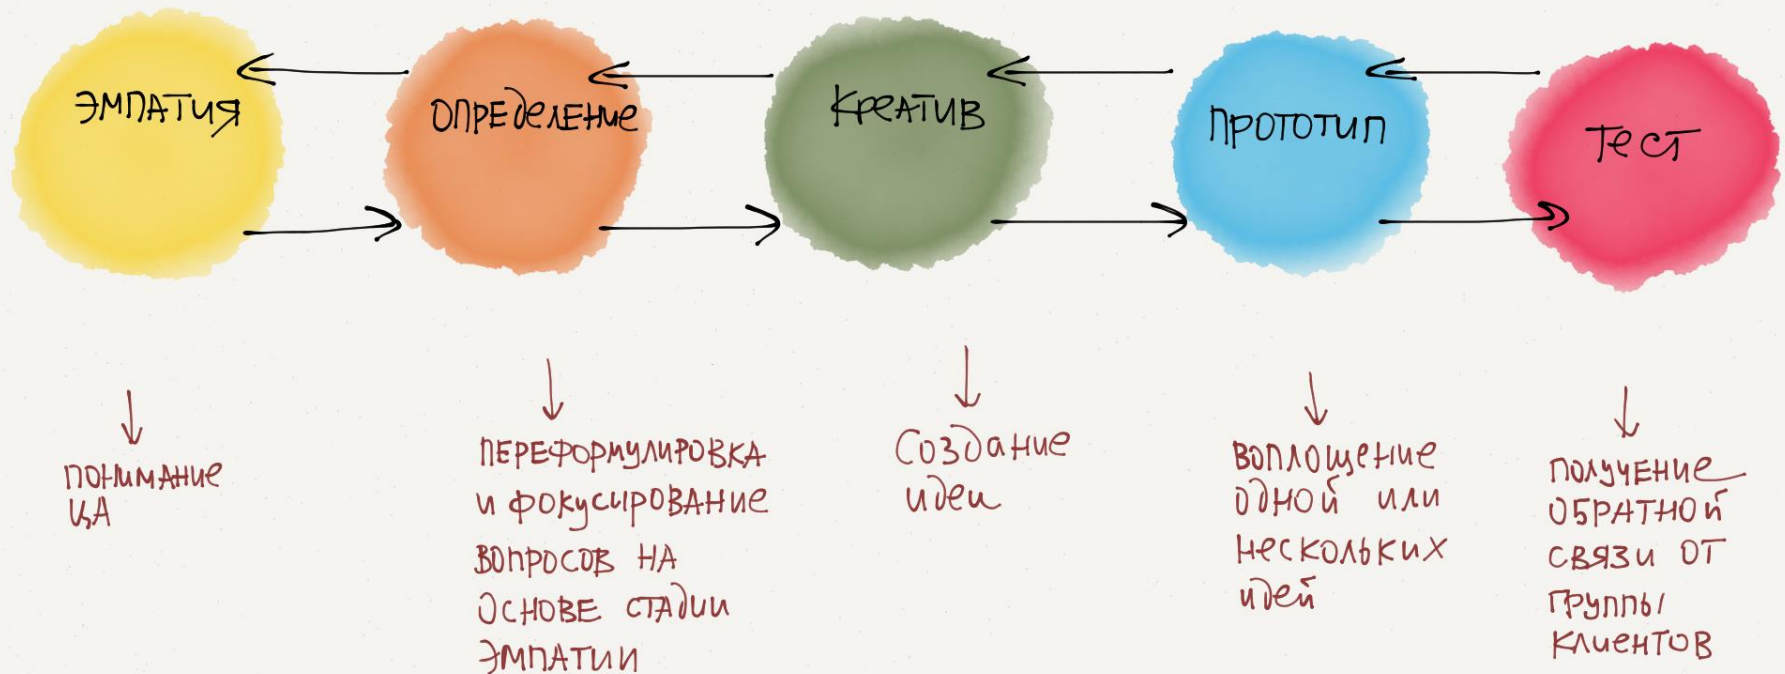 ЭМПАТИЯ
ОПРЕДЕЛЕНИЕ
КРЕАТИВ
ПРОТОТИП
ТЕСТ
ПОНИМАНИЕ
ЦА
ПЕРЕФОРМУЛИРОВКА
и ФОКУСИРОВАНИЕ
ВОПРОСОВ НА
ОСНОВЕ СТАДИИ
ЭМПАТИИ
Создание
идеи
ВОПЛОЩЕНИЕ
ОДНОЙ ИЛИ
НЕСКОЛЬКИХ
идей
ПОЛУЧЕНИЕ
ОБРАТНОЙ
СВЯЗИ ОТ
ГРУППЫ
КЛИЕНТОВ